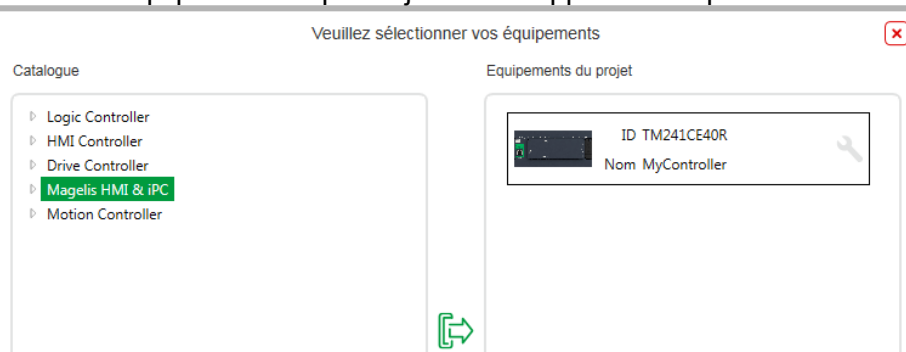 Veuillez sélectionner vos équipements
Catalogue
Equipements du projet
Logic Controller
HMI Controller
Drive Controller
Magelis HMI & iPC
Motion Controller
ID TM241CE40R
Nom MyController